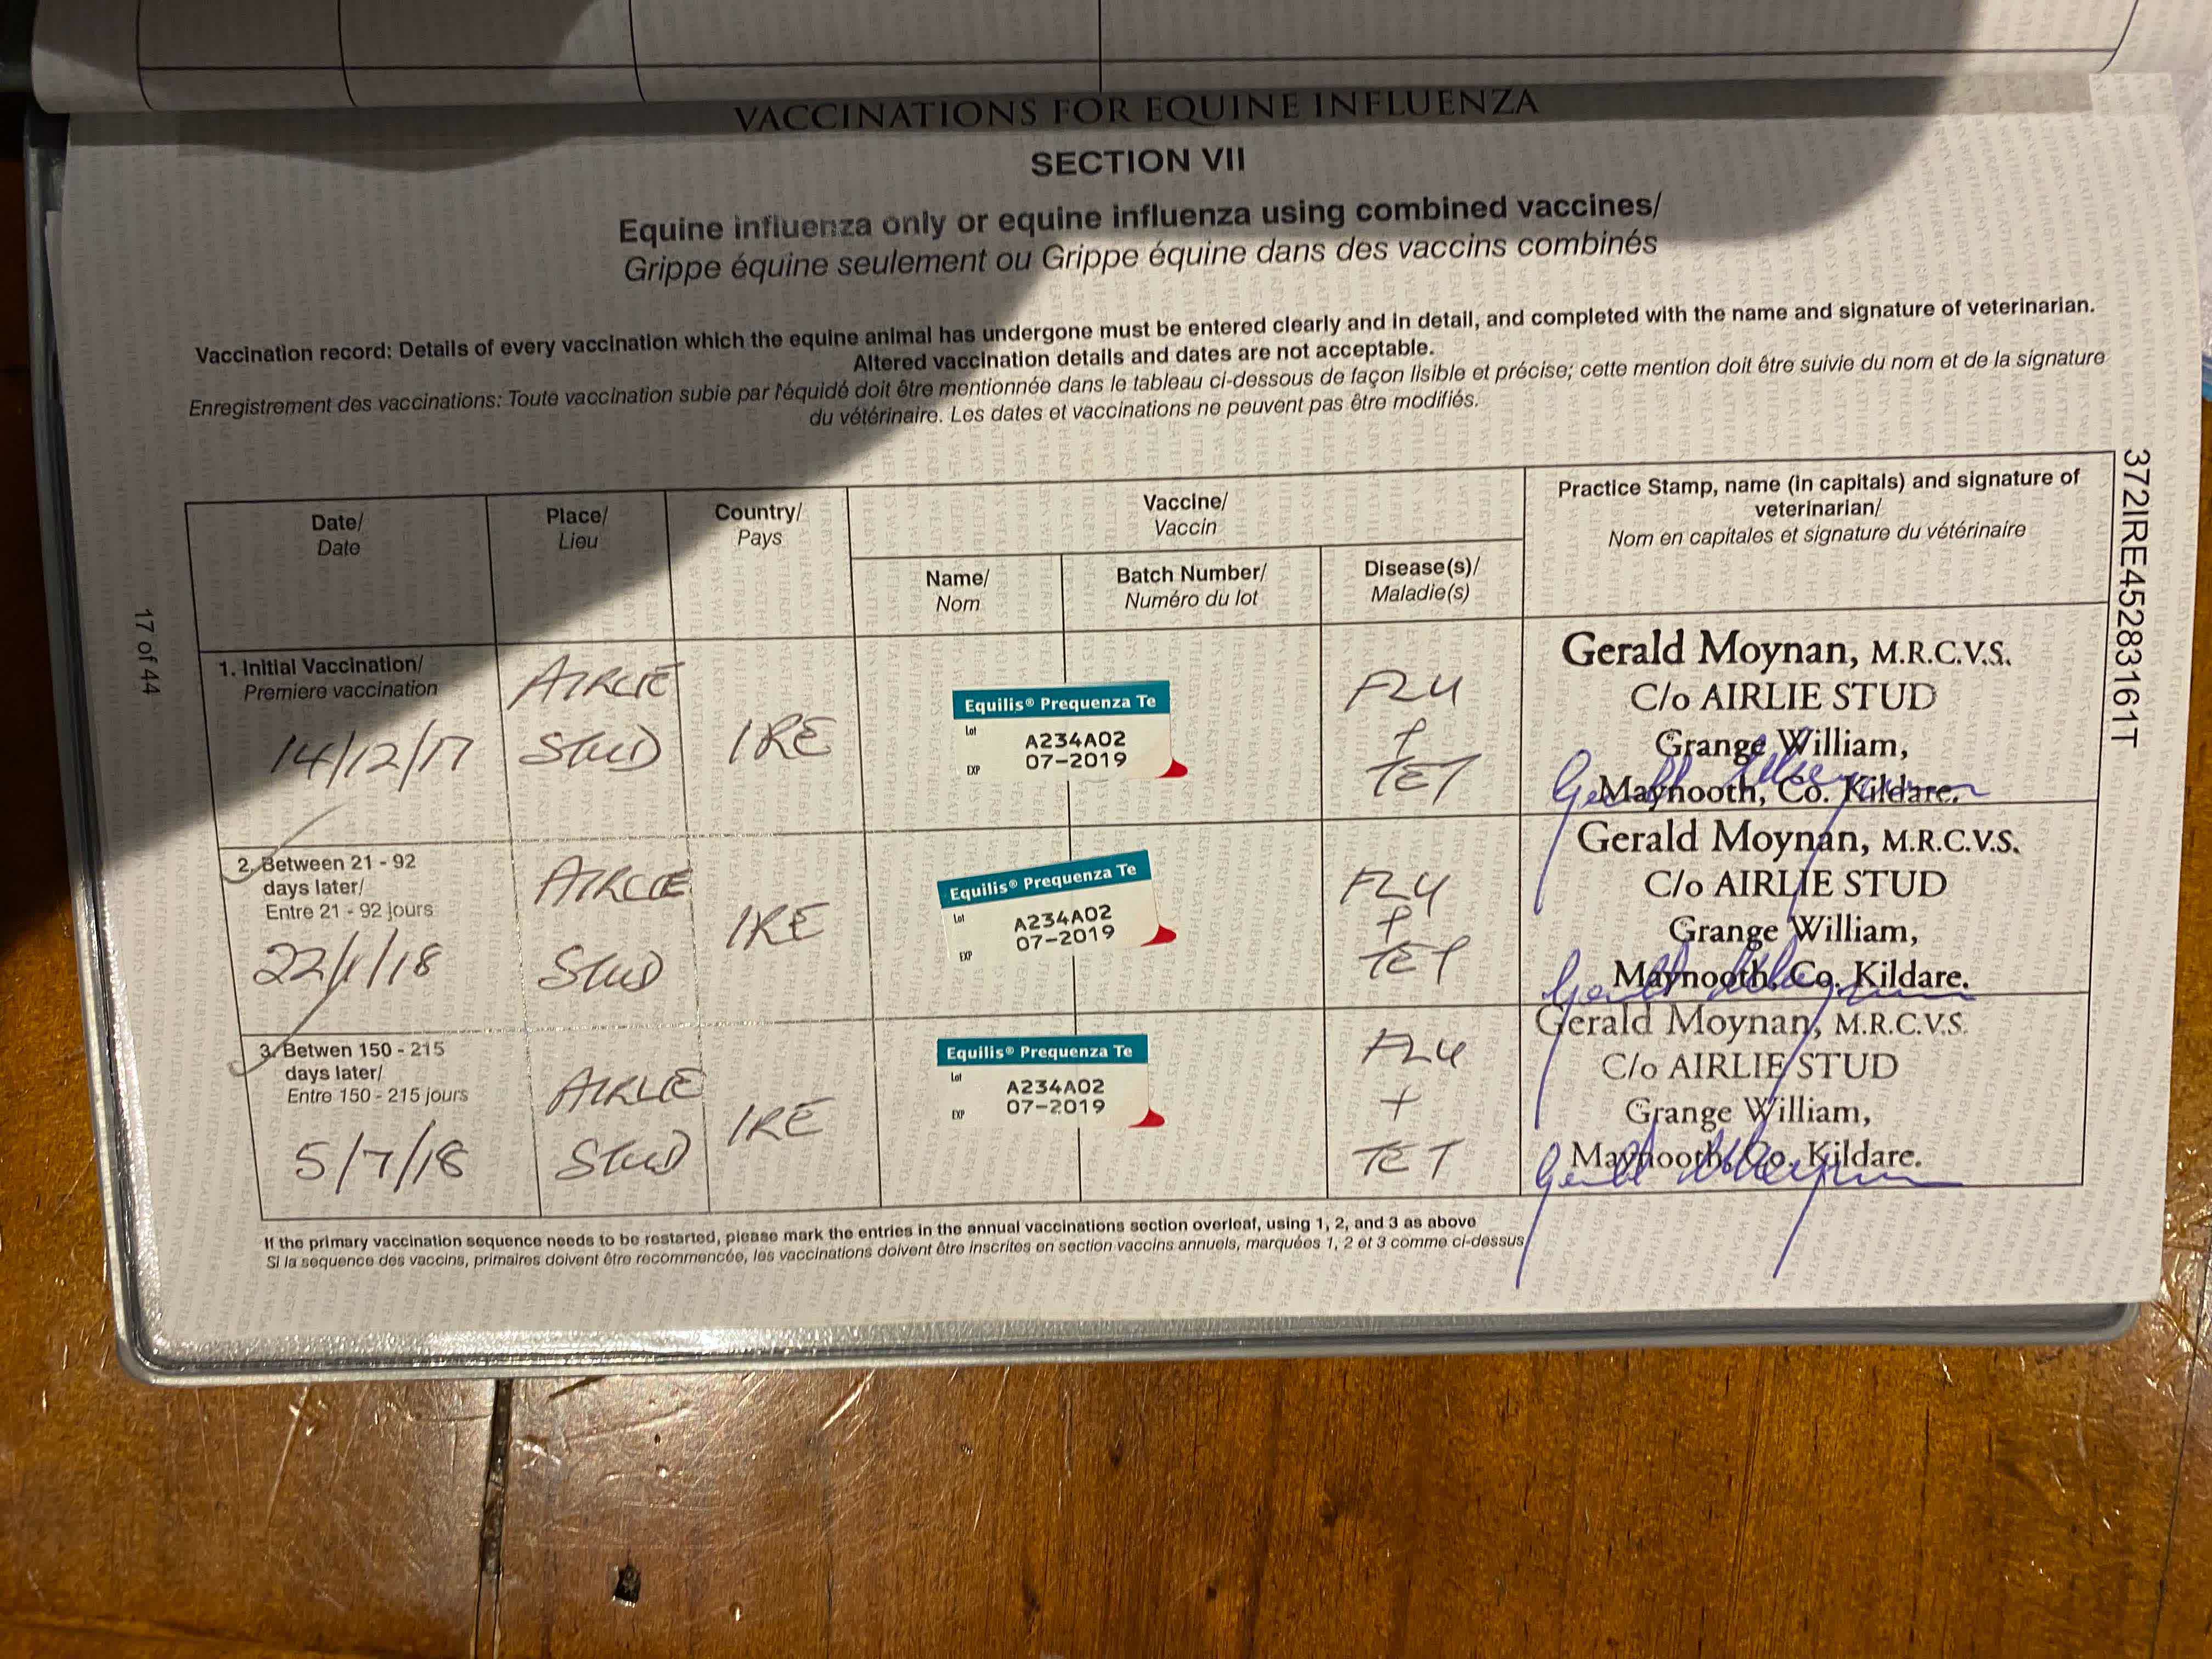 VACCINATIONS FOR EQUINE INFLUENZA
SECTION VII
Equine influenza only or equine influenza using combined vaccines/
Grippe équine seulement ou Grippe équine dans des vaccins combinés
Vaccination record: Details of every vaccination which the equine animal has undergone must be entered clearly and in detail, and completed with the name and signature of veterinarian.
Altered vaccination details and dates are not acceptable.
Enregistrement des vaccinations: Toute vaccination subie par l'équidé doit être mentionnée dans le tableau ci-dessous de façon lisible et précise; cette mention doit être suivie du nom et de la signature
du vétérinaire. Les dates et vaccinations ne peuvent pas être modifiés.
372IRE45283161T
17 of 44
Date/
Date
Place/
Lieu
Country/
Pays
Vaccine/
Vaccin
Name/
Nom
Batch Number/
Numéro du lot
Disease(s)/
Maladie(s)
Practice Stamp, name (in capitals) and signature of
veterinarian/
Nom en capitales et signature du vétérinaire
1. Initial Vaccination/
Premiere vaccination
14/12/17
AIRLIE
STUD
IRE
Equilis® Prequenza Te
Lot
A234A02
EXP
07-2019
FLU
+
TET
Gerald Moynan, M.R.C.V.S.
C/o AIRLIE STUD
Grange William,
Maynooth, Co. Kildare.
Gerald Moynan
2. Between 21 - 92
days later/
Entre 21 - 92 jours
22/1/18
AIRLIE
STUD
IRE
Equilis® Prequenza Te
Lot
A234A02
EXP
07-2019
FLU
+
TET
Gerald Moynan, M.R.C.V.S.
C/o AIRLIE STUD
Grange William,
Maynooth, Co. Kildare.
Gerald Moynan
3. Betwen 150 - 215
days later/
Entre 150 - 215 jours
5/7/18
AIRLIE
STUD
IRE
Equilis® Prequenza Te
Lot
A234A02
EXP
07-2019
FLU
+
TET
Gerald Moynan, M.R.C.V.S.
C/o AIRLIE STUD
Grange William,
Maynooth, Co. Kildare.
Gerald Moynan
If the primary vaccination sequence needs to be restarted, please mark the entries in the annual vaccinations section overleaf, using 1, 2, and 3 as above
Si la sequence des vaccins, primaires doivent être recommencée, les vaccinations doivent être inscrites en section vaccins annuels, marquées 1, 2 et 3 comme ci-dessus